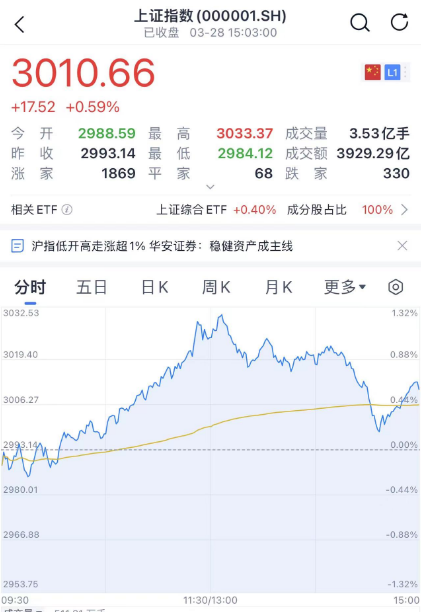 上证指数(000001.SH)
已收盘 03-28 15:03:00
3010.66
L1
+17.52 +0.59%
今开 2988.59 最高 3033.37 成交量 3.53亿手
昨收 2993.14 最低 2984.12 成交额 3929.29亿
涨家 1869 平家 68 跌家 330
相关ETF 上证综合ETF +0.40% 成分股占比 100%
沪指低开高走涨超1% 华安证券：稳健资产成主线
分时 五日 日K 周K 月K 更多
3032.53 1.32%
3019.40 0.88%
3006.27 0.44%
2993.14 0.00%
2980.01 -0.44%
2966.88 -0.88%
2953.75 -1.32%
09:30 11:30/13:00 15:00